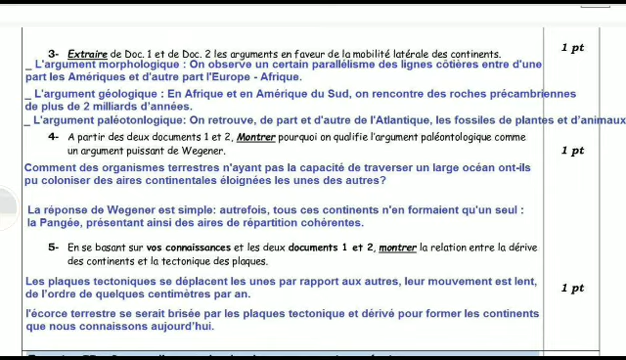 3- Extraire de Doc. 1 et de Doc. 2 les arguments en faveur de la mobilité latérale des continents.
1 pt
_ L'argument morphologique : On observe un certain parallélisme des lignes côtières entre d'une
part les Amériques et d'autre part l'Europe - Afrique.
_ L'argument géologique : En Afrique et en Amérique du Sud, on rencontre des roches précambriennes
de plus de 2 milliards d'années.
_ L'argument paléotonlogique: On retrouve, de part et d'autre de l'Atlantique, les fossiles de plantes et d'animaux
4- A partir des deux documents 1 et 2, Montrer pourquoi on qualifie l'argument paléontologique comme
un argument puissant de Wegener.
1 pt
Comment des organismes terrestres n'ayant pas la capacité de traverser un large océan ont-ils
pu coloniser des aires continentales éloignées les unes des autres?
La réponse de Wegener est simple: autrefois, tous ces continents n'en formaient qu'un seul :
la Pangée, présentant ainsi des aires de répartition cohérentes.
5- En se basant sur vos connaissances et les deux documents 1 et 2, montrer la relation entre la dérive
des continents et la tectonique des plaques.
Les plaques tectoniques se déplacent les unes par rapport aux autres, leur mouvement est lent,
de l'ordre de quelques centimètres par an.
1 pt
l'écorce terrestre se serait brisée par les plaques tectonique et dérivé pour former les continents
que nous connaissons aujourd'hui.